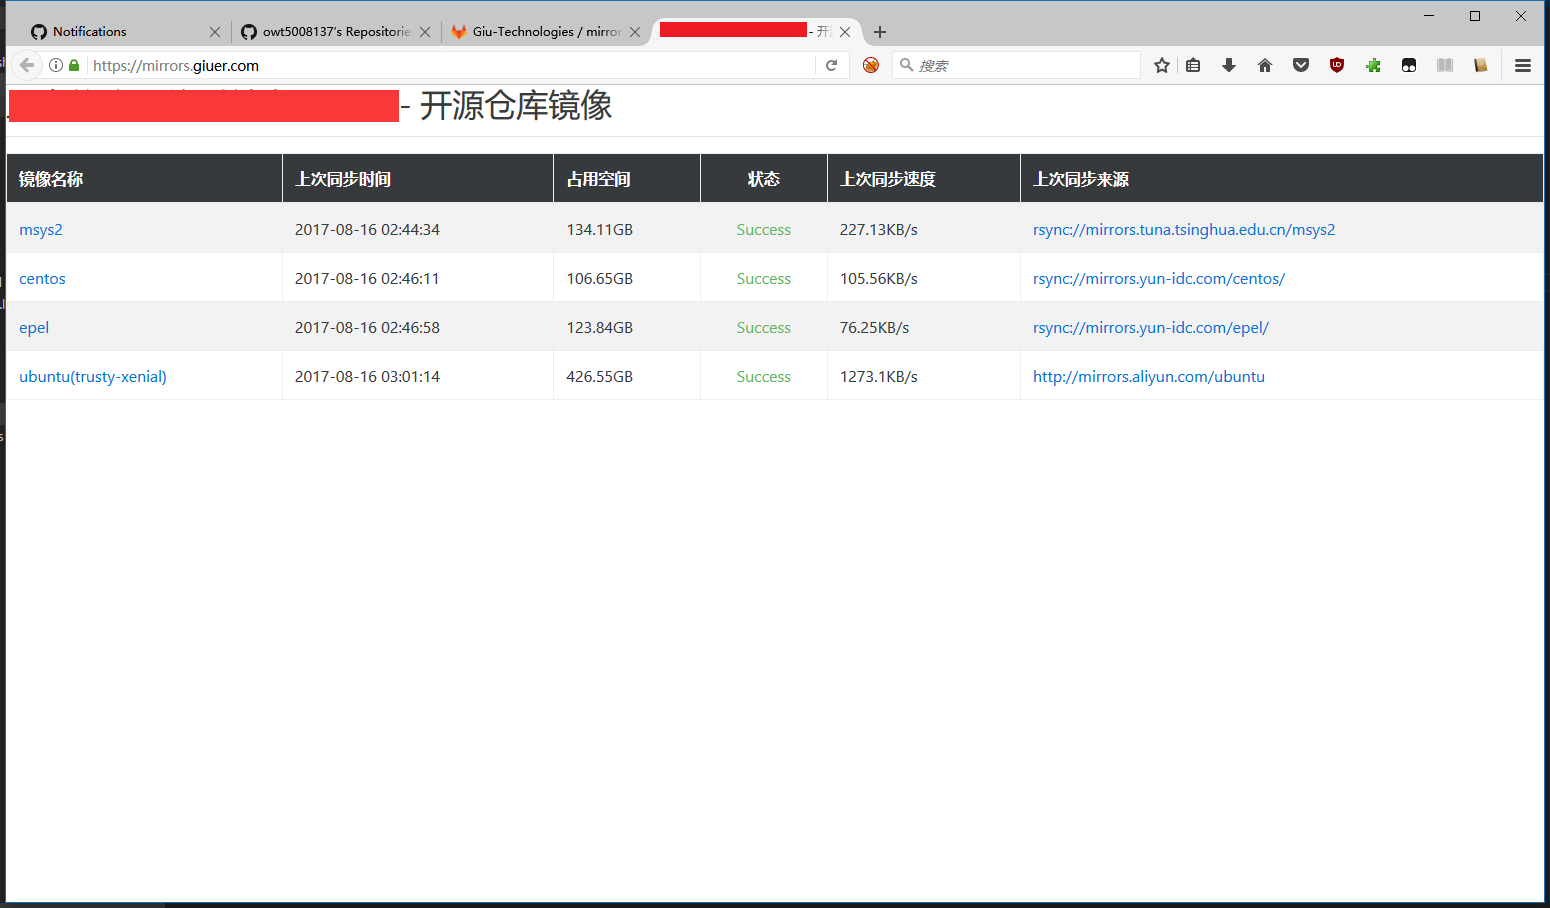 Notifications
owt5008137's Repositorie
Giu-Technologies / mirror
- 开
https://mirrors.giuer.com
搜索
- 开源仓库镜像
镜像名称 上次同步时间 占用空间 状态 上次同步速度 上次同步来源
msys2 2017-08-16 02:44:34 134.11GB Success 227.13KB/s rsync://mirrors.tuna.tsinghua.edu.cn/msys2
centos 2017-08-16 02:46:11 106.65GB Success 105.56KB/s rsync://mirrors.yun-idc.com/centos/
epel 2017-08-16 02:46:58 123.84GB Success 76.25KB/s rsync://mirrors.yun-idc.com/epel/
ubuntu(trusty-xenial) 2017-08-16 03:01:14 426.55GB Success 1273.1KB/s http://mirrors.aliyun.com/ubuntu